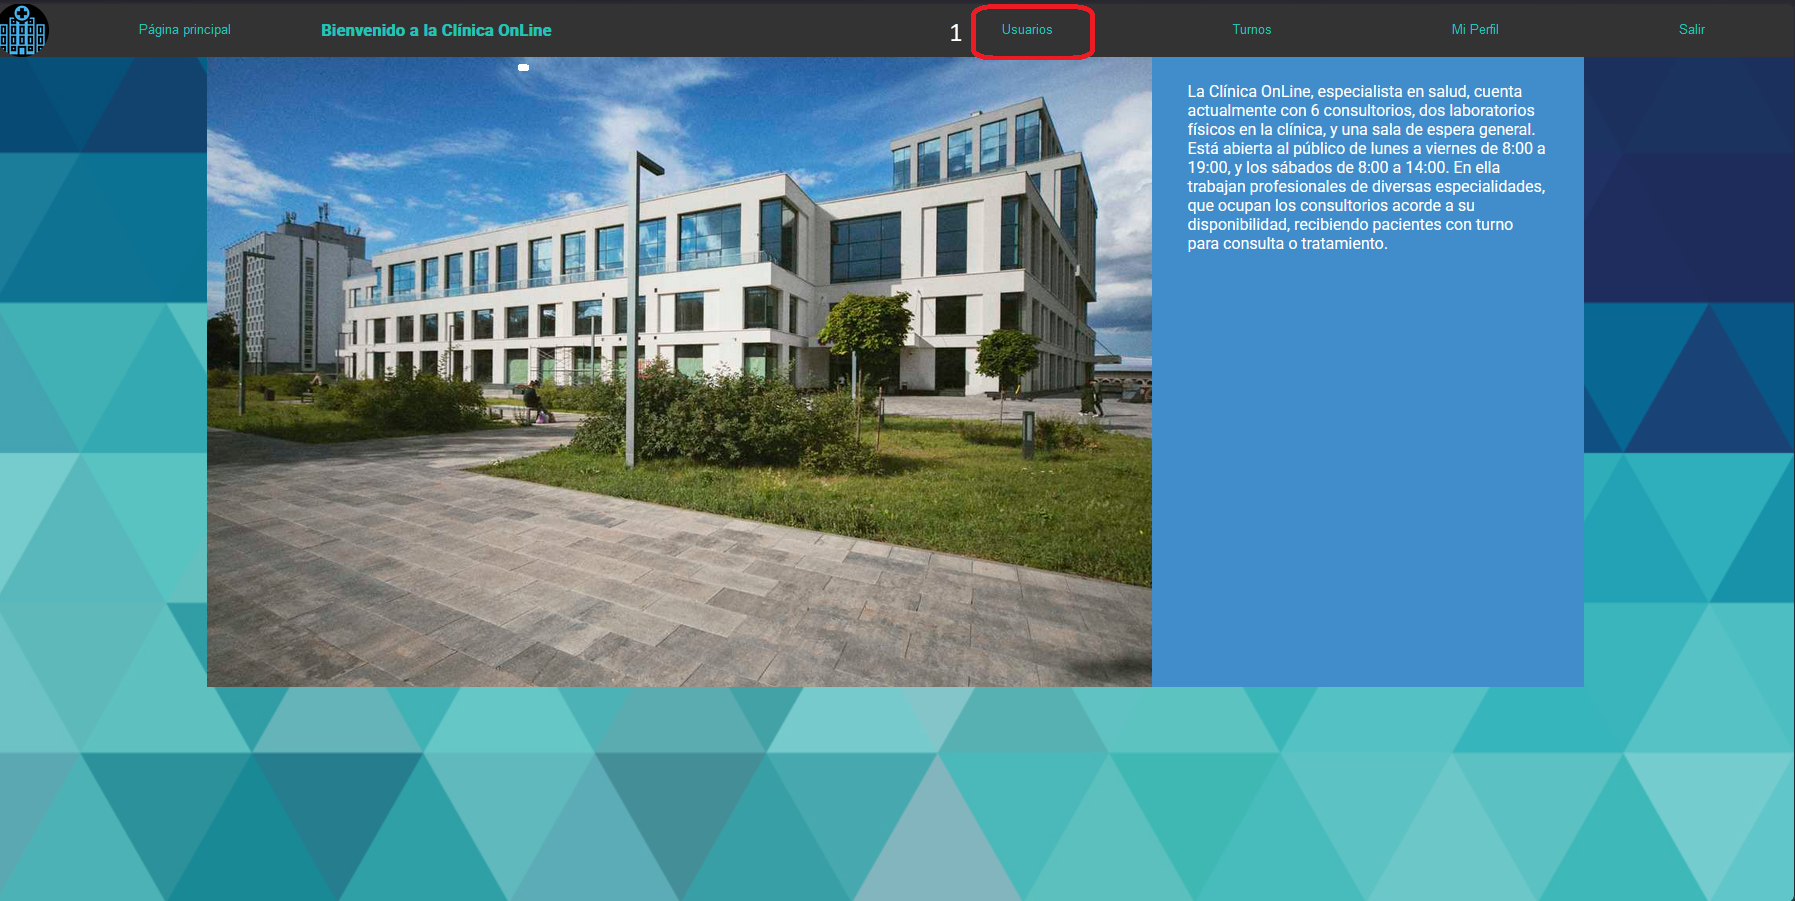 Página principal
Bienvenido a la Clínica OnLine
1
Usuarios
Turnos
Mi Perfil
Salir
La Clínica OnLine, especialista en salud, cuenta
actualmente con 6 consultorios, dos laboratorios
físicos en la clínica, y una sala de espera general.
Está abierta al público de lunes a viernes de 8:00 a
19:00, y los sábados de 8:00 a 14:00. En ella
trabajan profesionales de diversas especialidades,
que ocupan los consultorios acorde a su
disponibilidad, recibiendo pacientes con turno
para consulta o tratamiento.